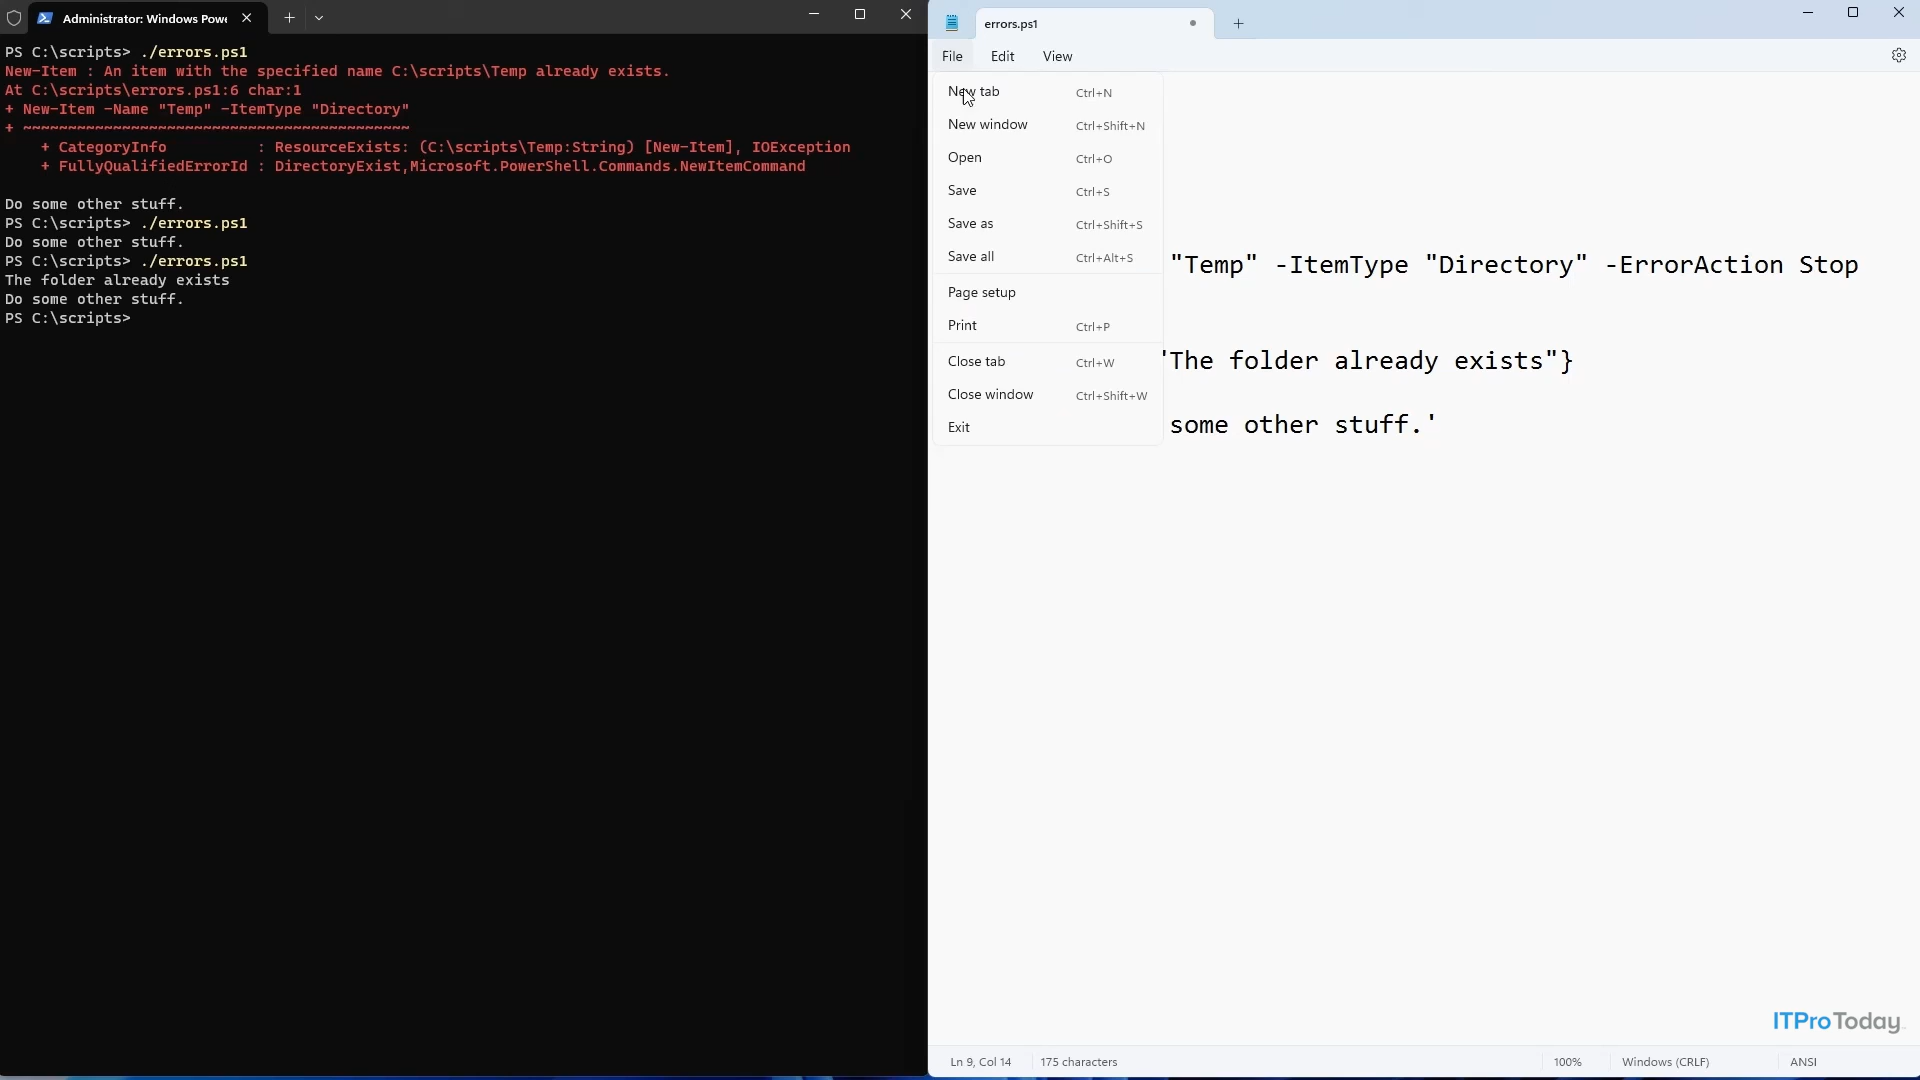 Administrator: Windows Powe
PS C:\scripts> ./errors.ps1
New-Item : An item with the specified name C:\scripts\Temp already exists.
At C:\scripts\errors.ps1:6 char:1
+ New-Item -Name "Temp" -ItemType "Directory"
+ ~~~~~~~~~~~~~~~~~~~~~~~~~~~~~~~~~~~~~~~~~~~
+ CategoryInfo : ResourceExists: (C:\scripts\Temp:String) [New-Item], IOException
+ FullyQualifiedErrorId : DirectoryExist,Microsoft.PowerShell.Commands.NewItemCommand
Do some other stuff.
PS C:\scripts> ./errors.ps1
Do some other stuff.
PS C:\scripts> ./errors.ps1
The folder already exists
Do some other stuff.
PS C:\scripts>
errors.ps1
File Edit View
New tab Ctrl+N
New window Ctrl+Shift+N
Open Ctrl+O
Save Ctrl+S
Save as Ctrl+Shift+S
Save all Ctrl+Alt+S
Page setup
Print Ctrl+P
Close tab Ctrl+W
Close window Ctrl+Shift+W
Exit
"Temp" -ItemType "Directory" -ErrorAction Stop
"The folder already exists"}
some other stuff.'
ITProToday
Ln 9, Col 14 175 characters 100% Windows (CRLF) ANSI